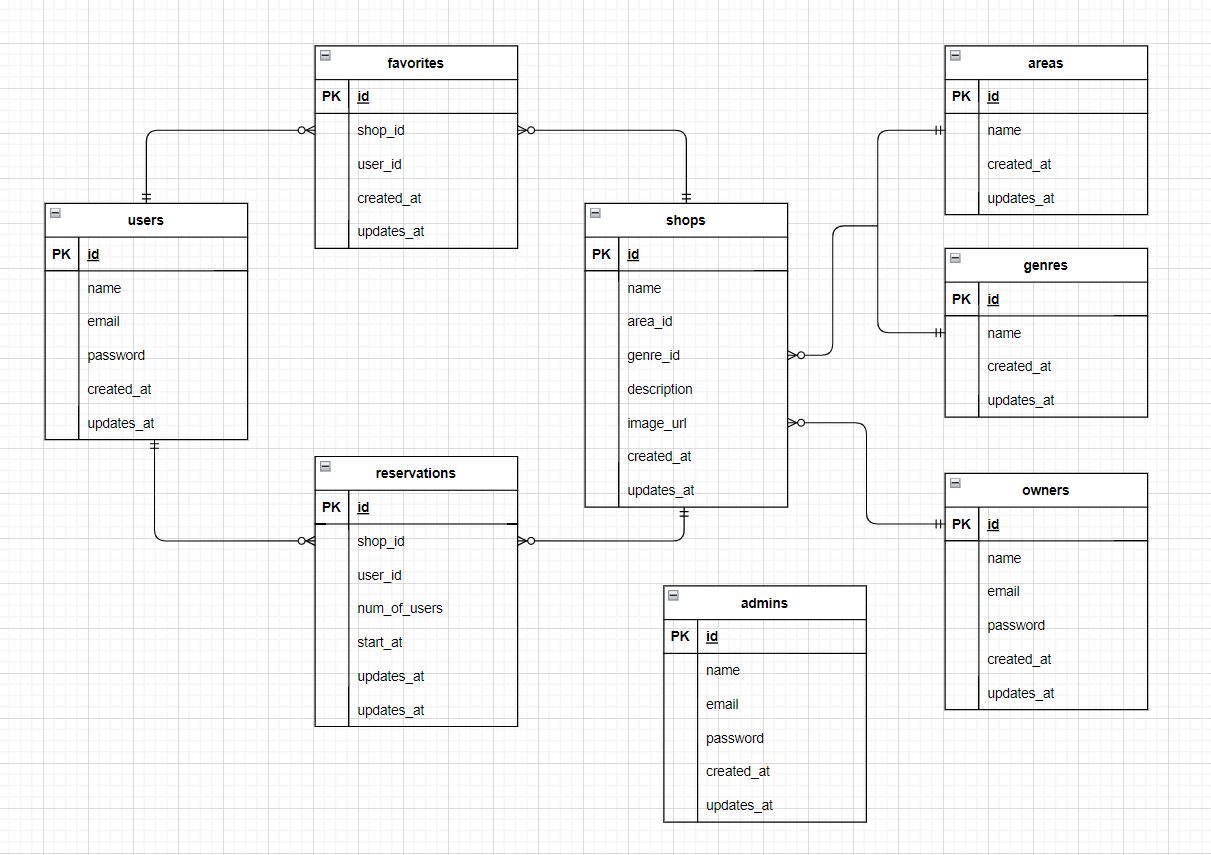 favorites
PK id
shop_id
user_id
created_at
updates_at
areas
PK id
name
created_at
updates_at
users
PK id
name
email
password
created_at
updates_at
shops
PK id
name
area_id
genre_id
description
image_url
created_at
updates_at
genres
PK id
name
created_at
updates_at
reservations
PK id
shop_id
user_id
num_of_users
start_at
updates_at
updates_at
owners
PK id
name
email
password
created_at
updates_at
admins
PK id
name
email
password
created_at
updates_at